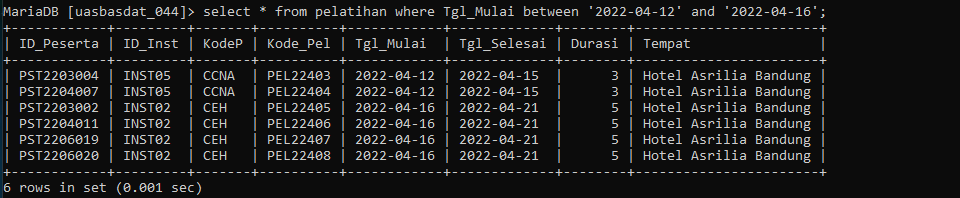 MariaDB [uasbasdat_044]> select * from pelatihan where Tgl_Mulai between '2022-04-12' and '2022-04-16';
+------------+---------+-------+----------+------------+-------------+--------+-----------------------+
| ID_Peserta | ID_Inst | KodeP | Kode_Pel | Tgl_Mulai  | Tgl_Selesai | Durasi | Tempat                |
+------------+---------+-------+----------+------------+-------------+--------+-----------------------+
| PST2203004 | INST05  | CCNA  | PEL22403 | 2022-04-12 | 2022-04-15  |      3 | Hotel Asrilia Bandung |
| PST2204007 | INST05  | CCNA  | PEL22404 | 2022-04-12 | 2022-04-15  |      3 | Hotel Asrilia Bandung |
| PST2203002 | INST02  | CEH   | PEL22405 | 2022-04-16 | 2022-04-21  |      5 | Hotel Asrilia Bandung |
| PST2204011 | INST02  | CEH   | PEL22406 | 2022-04-16 | 2022-04-21  |      5 | Hotel Asrilia Bandung |
| PST2206019 | INST02  | CEH   | PEL22407 | 2022-04-16 | 2022-04-21  |      5 | Hotel Asrilia Bandung |
| PST2206020 | INST02  | CEH   | PEL22408 | 2022-04-16 | 2022-04-21  |      5 | Hotel Asrilia Bandung |
+------------+---------+-------+----------+------------+-------------+--------+-----------------------+
6 rows in set (0.001 sec)